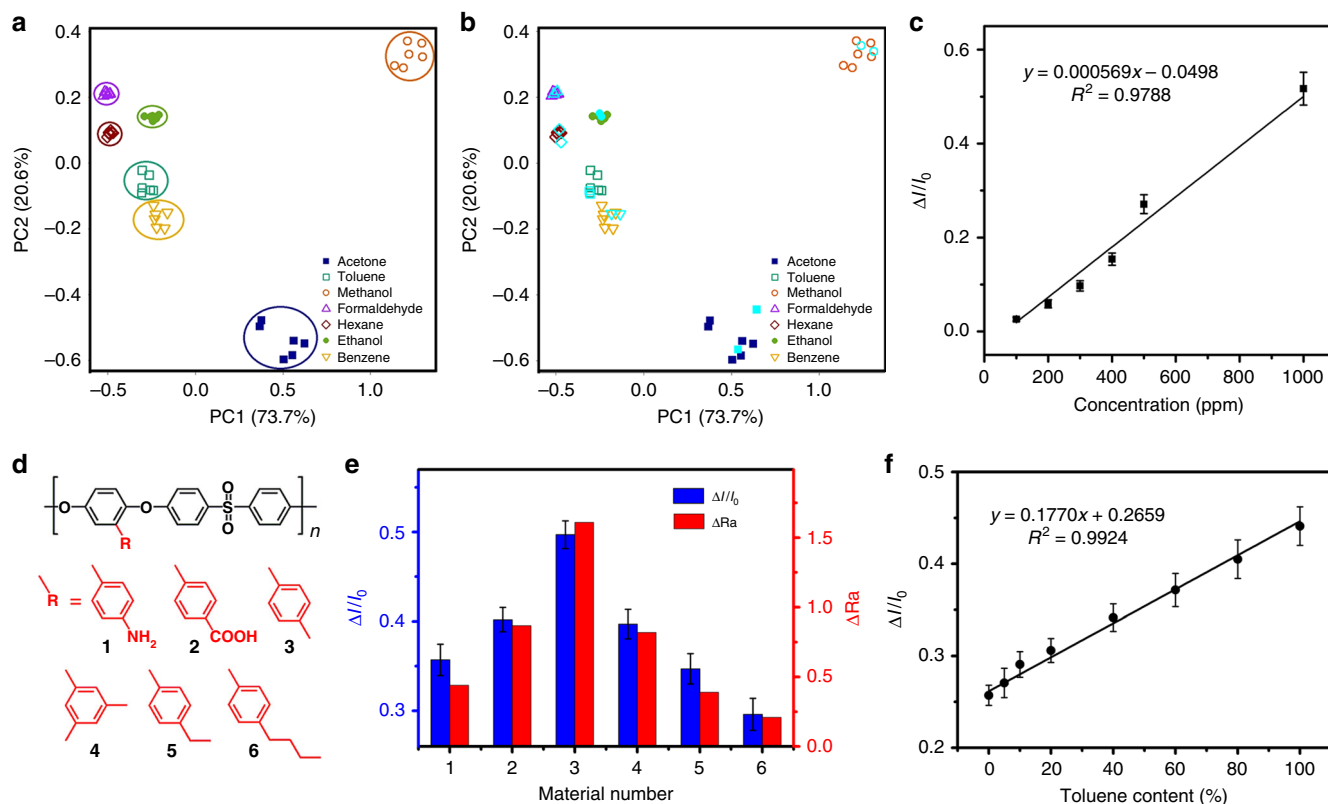 a
0.4
0.2
0.0
−0.2
−0.4
−0.6
−0.5
0.0
0.5
1.0
PC2 (20.6%)
PC1 (73.7%)
Acetone
Toluene
Methanol
Formaldehyde
Hexane
Ethanol
Benzene
b
0.4
0.2
0.0
−0.2
−0.4
−0.6
−0.5
0.0
0.5
1.0
PC2 (20.6%)
PC1 (73.7%)
Acetone
Toluene
Methanol
Formaldehyde
Hexane
Ethanol
Benzene
c
y = 0.000569x – 0.0498
R² = 0.9788
0.6
0.4
0.2
0.0
0
200
400
600
800
1000
ΔI/I₀
Concentration (ppm)
d
O
O
O
S
O
n
R
R =
NH₂
COOH
1
2
3
4
5
6
e
ΔI/I₀
ΔRa
0.5
0.4
0.3
1.5
1.0
0.5
0.0
1 2 3 4 5 6
ΔI/I₀
ΔRa
Material number
f
y = 0.1770x + 0.2659
R² = 0.9924
0.5
0.4
0.3
0.2
0 20 40 60 80 100
ΔI/I₀
Toluene content (%)